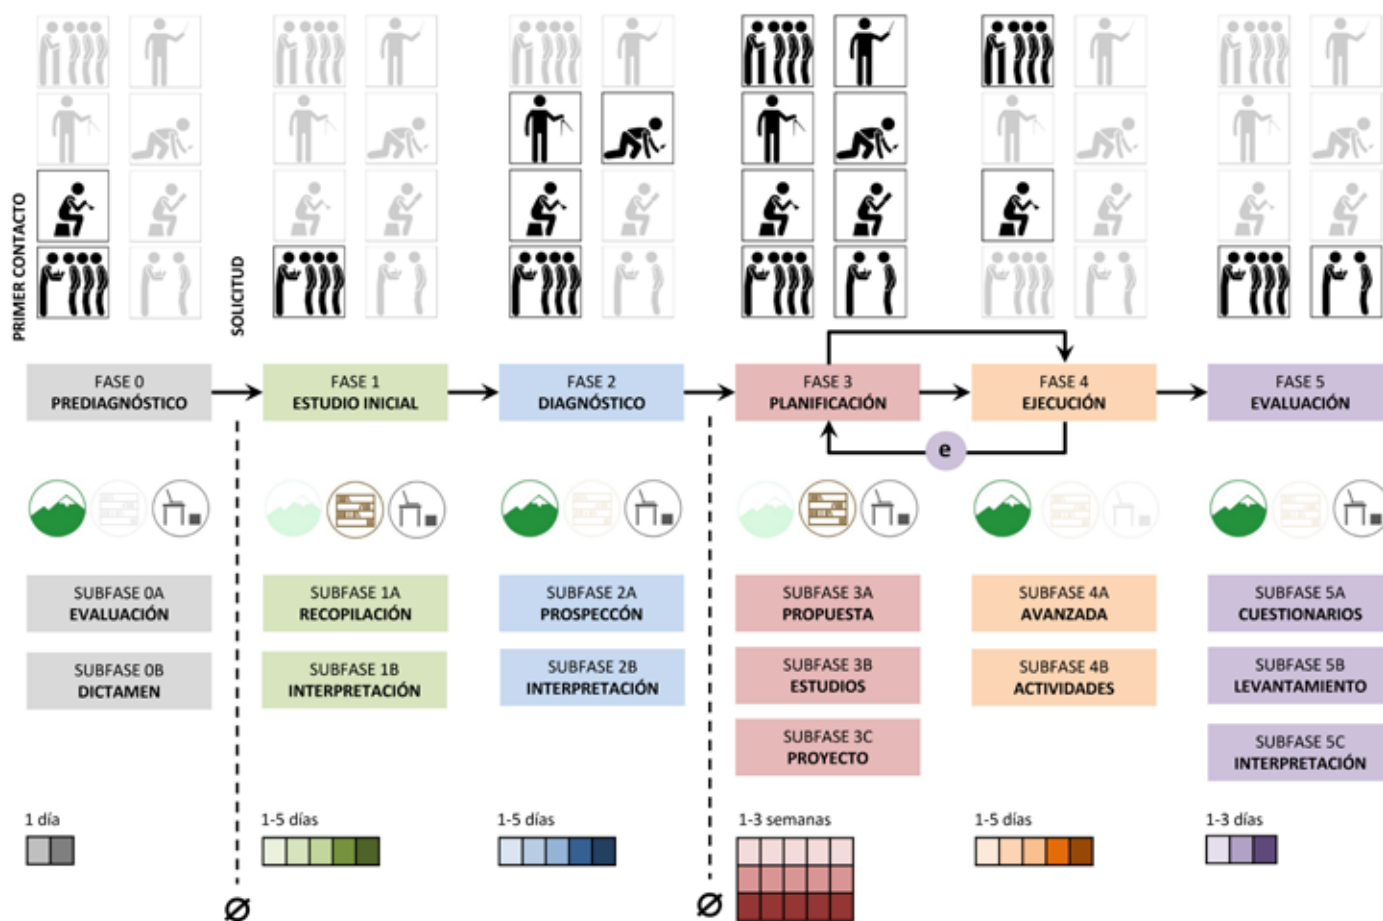 PRIMER CONTACTO
SOLICITUD
FASE 0
PREDIAGNÓSTICO
FASE 1
ESTUDIO INICIAL
FASE 2
DIAGNÓSTICO
FASE 3
PLANIFICACIÓN
FASE 4
EJECUCIÓN
FASE 5
EVALUACIÓN
e
SUBFASE 0A
EVALUACIÓN
SUBFASE 1A
RECOPILACIÓN
SUBFASE 2A
PROSPECCÓN
SUBFASE 3A
PROPUESTA
SUBFASE 4A
AVANZADA
SUBFASE 5A
CUESTIONARIOS
SUBFASE 0B
DICTAMEN
SUBFASE 1B
INTERPRETACIÓN
SUBFASE 2B
INTERPRETACIÓN
SUBFASE 3B
ESTUDIOS
SUBFASE 4B
ACTIVIDADES
SUBFASE 5B
LEVANTAMIENTO
SUBFASE 3C
PROYECTO
SUBFASE 5C
INTERPRETACIÓN
1 día
1-5 días
1-5 días
1-3 semanas
1-5 días
1-3 días
Ø
Ø